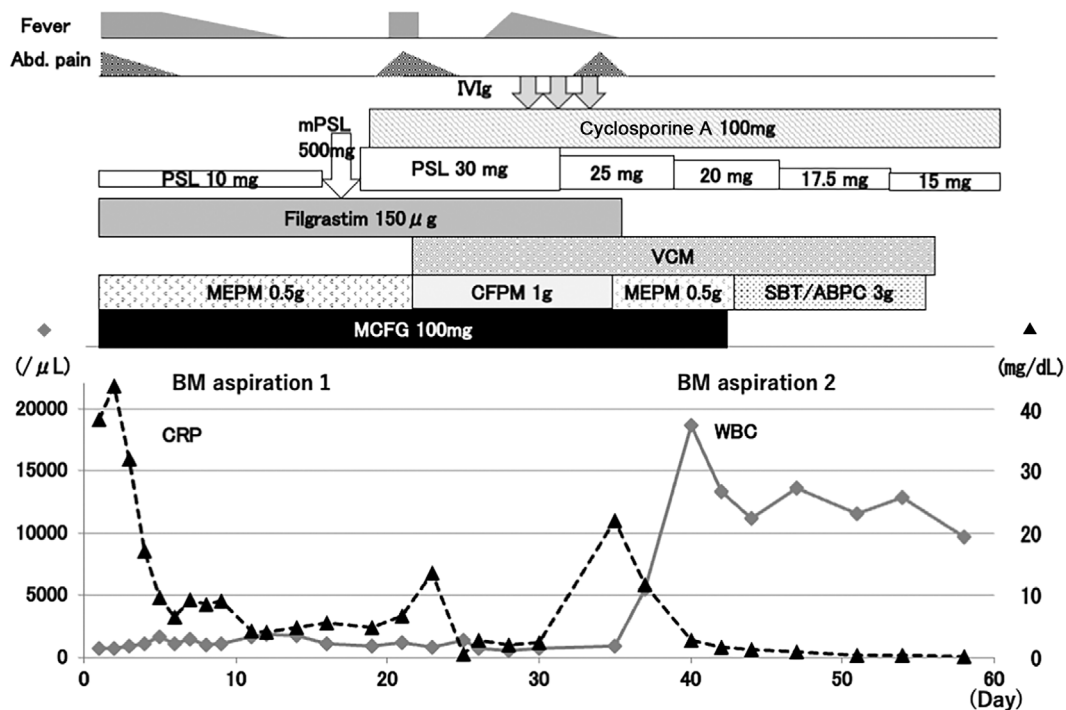 Fever
Abd. pain
IVIg
Cyclosporine A 100mg
mPSL
500mg
PSL 10 mg
PSL 30 mg
25 mg
20 mg
17.5 mg
15 mg
Filgrastim 150μg
VCM
MEPM 0.5g
CFPM 1g
MEPM 0.5g
SBT/ABPC 3g
MCFG 100mg
(/μL)
(mg/dL)
BM aspiration 1
BM aspiration 2
CRP
WBC
20000
15000
10000
5000
0
40
30
20
10
0
0 10 20 30 40 50 60
(Day)